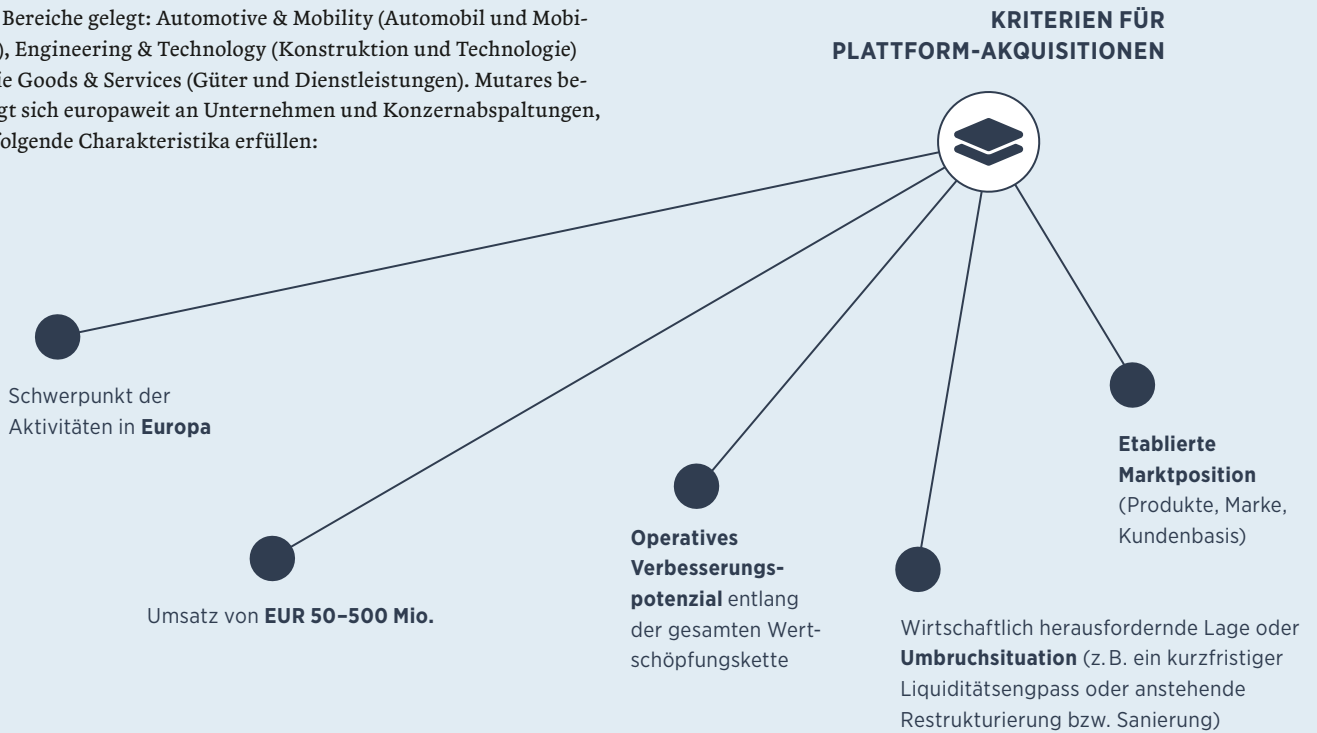 Bereiche gelegt: Automotive & Mobility (Automobil und Mobi-
), Engineering & Technology (Konstruktion und Technologie)
ie Goods & Services (Güter und Dienstleistungen). Mutares be-
gt sich europaweit an Unternehmen und Konzernabspaltungen,
folgende Charakteristika erfüllen:
KRITERIEN FÜR
PLATTFORM-AKQUISITIONEN
Schwerpunkt der
Aktivitäten in Europa
Umsatz von EUR 50–500 Mio.
Operatives
Verbesserungs-
potenzial entlang
der gesamten Wert-
schöpfungskette
Wirtschaftlich herausfordernde Lage oder
Umbruchsituation (z. B. ein kurzfristiger
Liquiditätsengpass oder anstehende
Restrukturierung bzw. Sanierung)
Etablierte
Marktposition
(Produkte, Marke,
Kundenbasis)